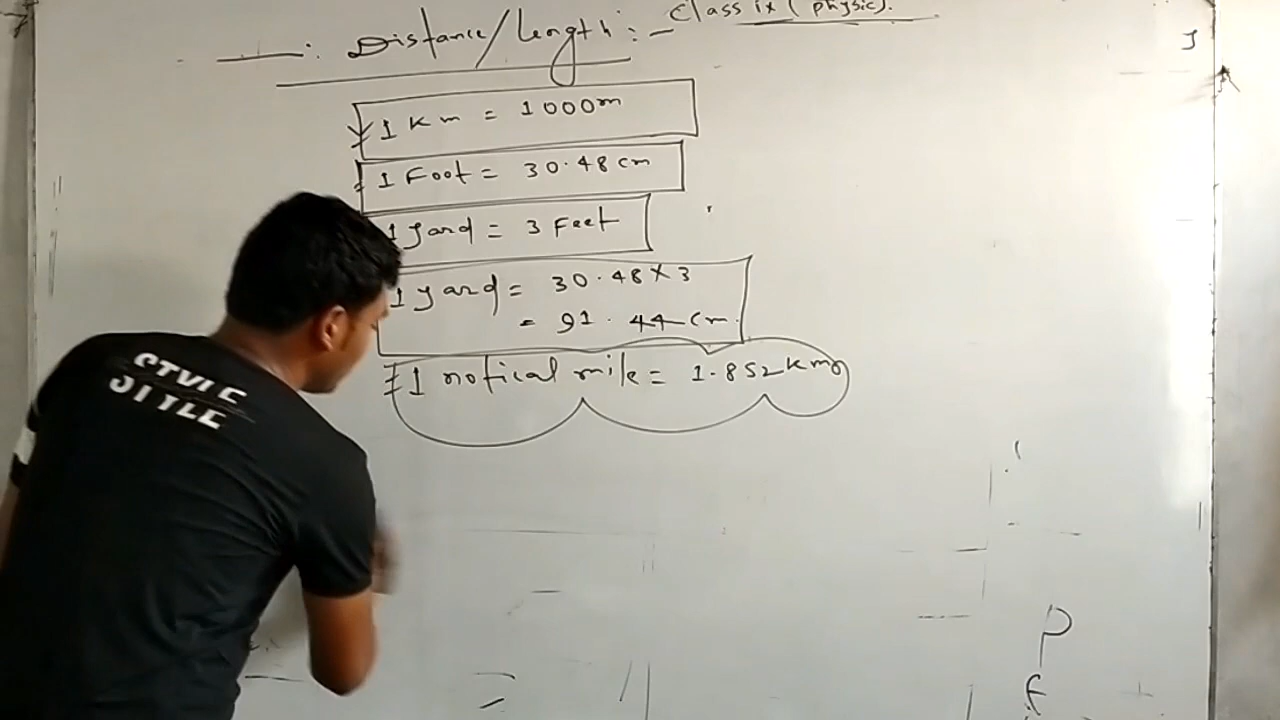 Class ix ( Physic).
: Distance/Length :-
1 Km = 1000m
1 Foot = 30.48 cm
1 yard = 3 Feet
1 yard = 30.48 X 3
= 91.44 cm.
1 notical mile = 1.852 km
STYLE
STYLE
P
f